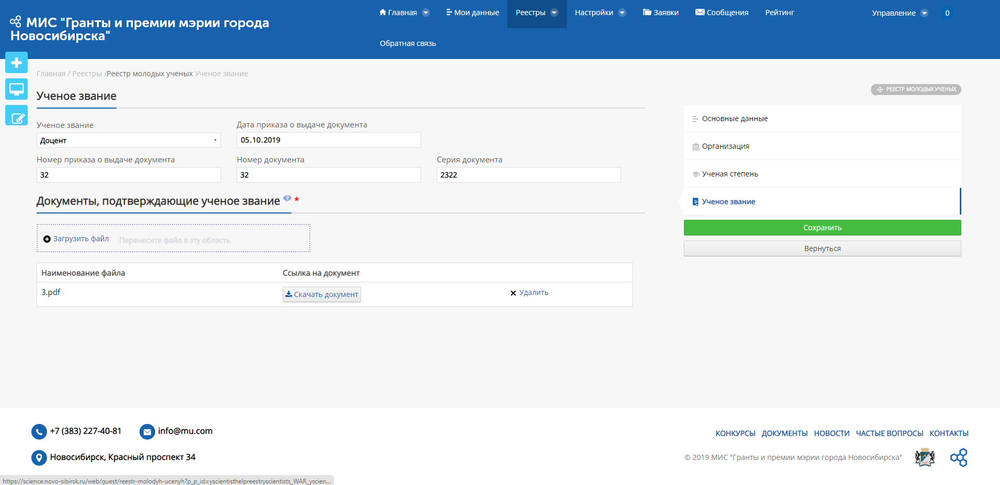 МИС "Гранты и премии мэрии города
Новосибирска"
Главная Мои данные Реестры Настройки Заявки Сообщения Рейтинг Управление 0
Обратная связь
Главная / Реестры /Реестр молодых ученых Ученое звание
РЕЕСТР МОЛОДЫХ УЧЕНЫХ
Ученое звание
Ученое звание Дата приказа о выдаче документа
Доцент 05.10.2019
Номер приказа о выдаче документа Номер документа Серия документа
32 32 2322
Документы, подтверждающие ученое звание ? *
Загрузить файл Перенесите файл в эту область
Наименование файла Ссылка на документ
3.pdf Скачать документ Удалить
Основные данные
Организация
Ученая степень
Ученое звание
Сохранить
Вернуться
+7 (383) 227-40-81 info@mu.com
Новосибирск, Красный проспект 34
КОНКУРСЫ ДОКУМЕНТЫ НОВОСТИ ЧАСТЫЕ ВОПРОСЫ КОНТАКТЫ
© 2019 МИС "Гранты и премии мэрии города Новосибирска"
https://science.novo-sibirsk.ru/web/guest/reestr-molodyh-ucenyh?p_p_id=yscientisthelpreestryscientists_WAR_yscien...